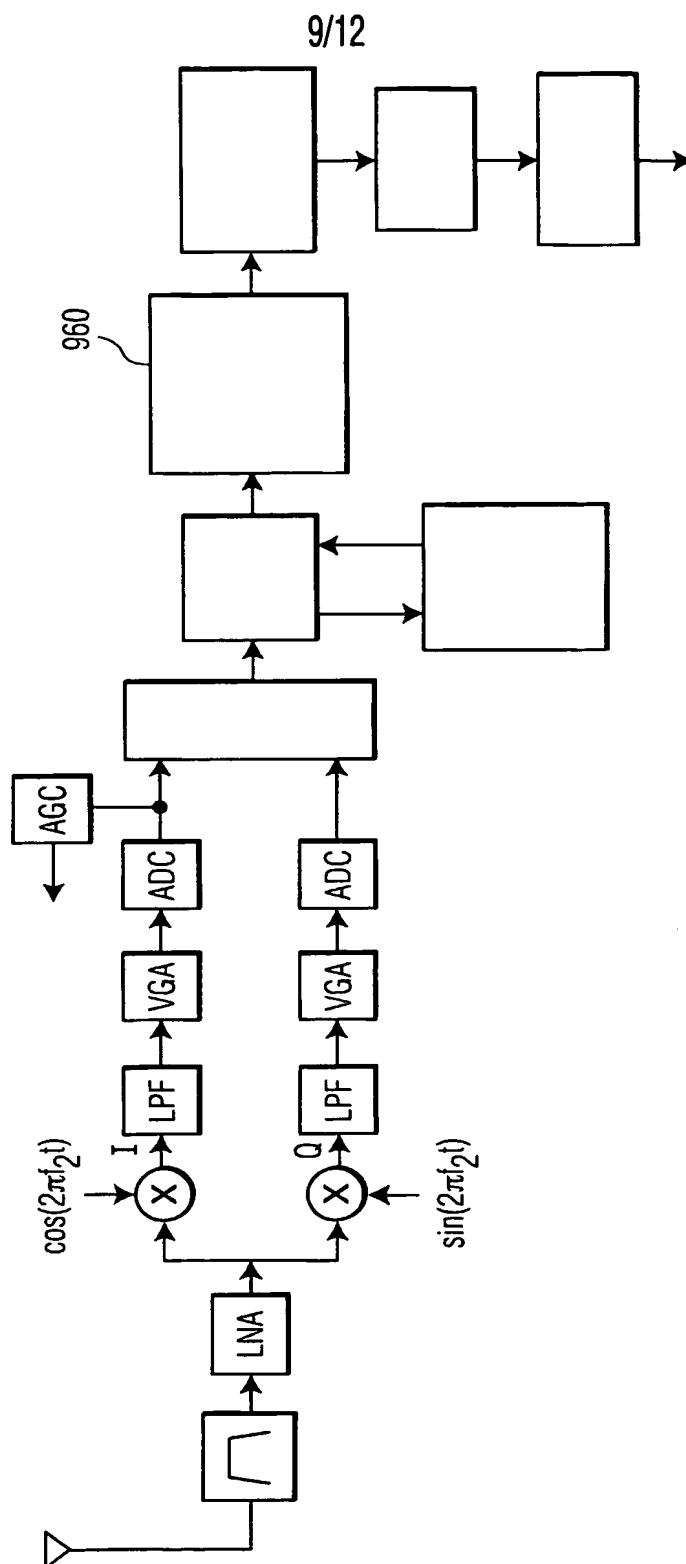 9/12
960
AGC
cos(2πf₂t)
I
LPF
VGA
ADC
LNA
Q
LPF
VGA
ADC
sin(2πf₂t)
X
X